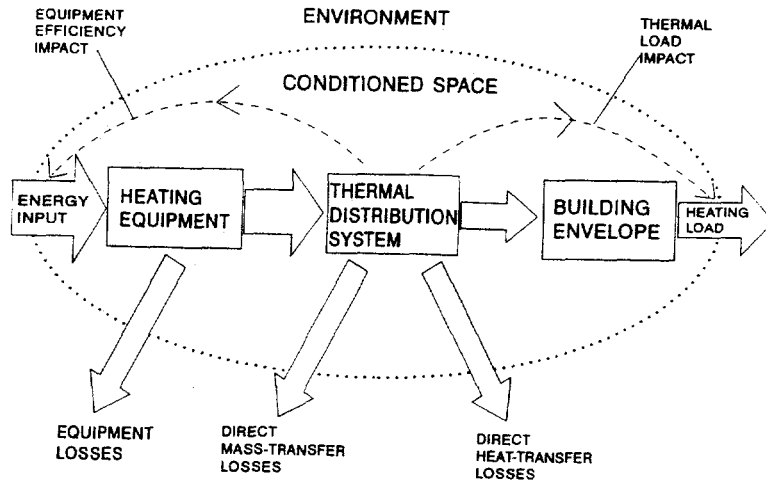 EQUIPMENT
EFFICIENCY
IMPACT
ENVIRONMENT
THERMAL
LOAD
IMPACT
CONDITIONED SPACE
ENERGY
INPUT
HEATING
EQUIPMENT
THERMAL
DISTRIBUTION
SYSTEM
BUILDING
ENVELOPE
HEATING
LOAD
EQUIPMENT
LOSSES
DIRECT
MASS-TRANSFER
LOSSES
DIRECT
HEAT-TRANSFER
LOSSES